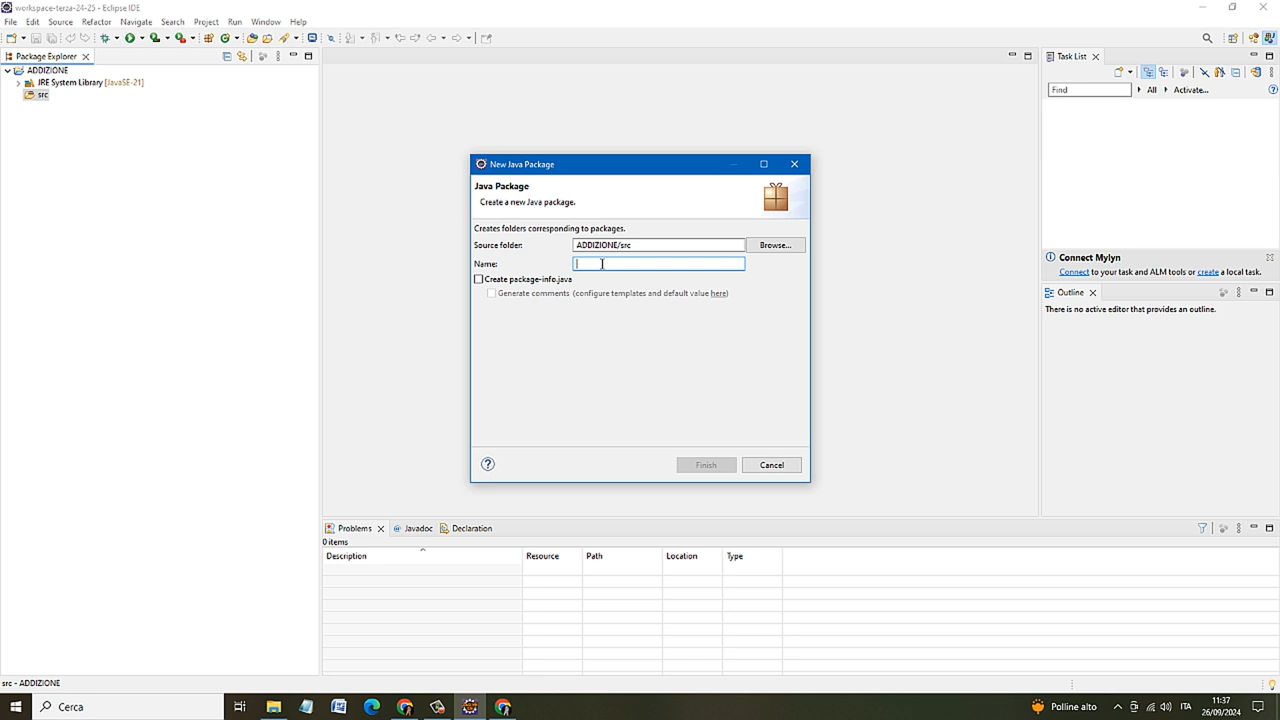 workspace-terza-24-25 - Eclipse IDE
File Edit Source Refactor Navigate Search Project Run Window Help
Package Explorer
ADDIZIONE
JRE System Library [JavaSE-21]
src
New Java Package
Java Package
Create a new Java package.
Creates folders corresponding to packages.
Source folder: ADDIZIONE/src Browse...
Name:
Create package-info.java
Generate comments (configure templates and default value here)
Finish Cancel
Task List
Find All Activate...
Connect Mylyn
Connect to your task and ALM tools or create a local task.
Outline
There is no active editor that provides an outline.
Problems Javadoc Declaration
0 items
Description Resource Path Location Type
src - ADDIZIONE
Cerca
Polline alto ITA 11:37
26/09/2024